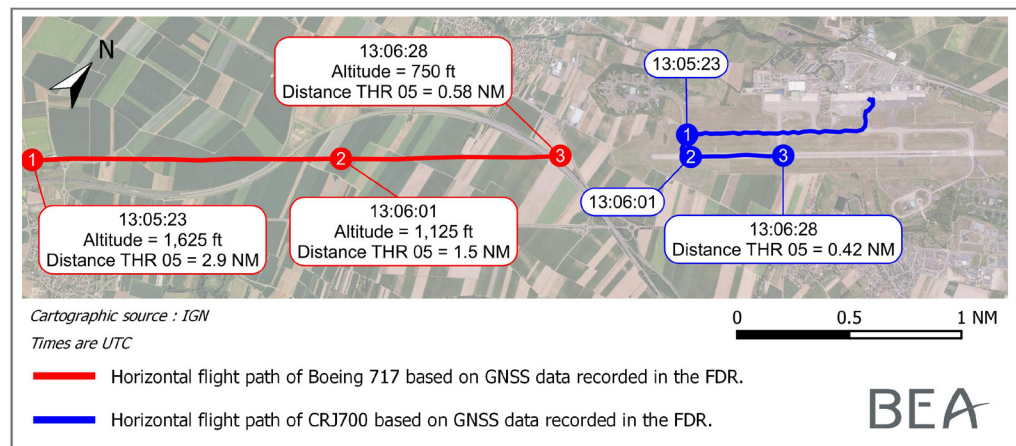 N
13:06:28
Altitude = 750 ft
Distance THR 05 = 0.58 NM
13:05:23
1
2
3
1
2
3
13:05:23
Altitude = 1,625 ft
Distance THR 05 = 2.9 NM
13:06:01
Altitude = 1,125 ft
Distance THR 05 = 1.5 NM
13:06:01
13:06:28
Distance THR 05 = 0.42 NM
Cartographic source : IGN
Times are UTC
0 0.5 1 NM
Horizontal flight path of Boeing 717 based on GNSS data recorded in the FDR.
Horizontal flight path of CRJ700 based on GNSS data recorded in the FDR.
BEA